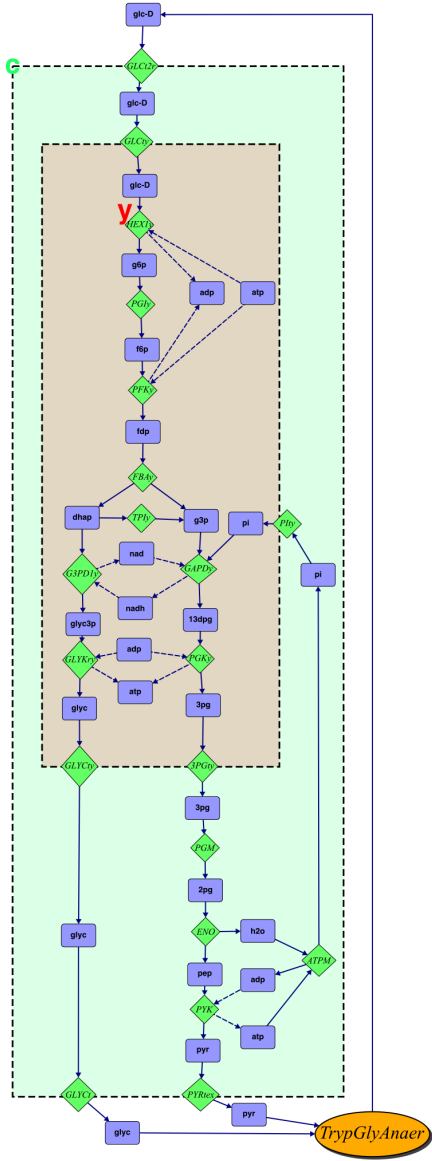 glc-D
c
GLCt2r
glc-D
GLCty
glc-D
y
HEX1y
g6p
adp
atp
PGIy
f6p
PFKy
fdp
FBAy
dhap
TPIy
g3p
pi
PIty
nad
G3PD1y
GAPDy
pi
nadh
glyc3p
13dpg
adp
GLYKry
PGKy
atp
glyc
3pg
GLYCty
3PGty
3pg
PGM
2pg
glyc
ENO
h2o
ATPM
pep
adp
PYK
atp
pyr
GLYCt
PYRtex
pyr
glyc
TrypGlyAnaer